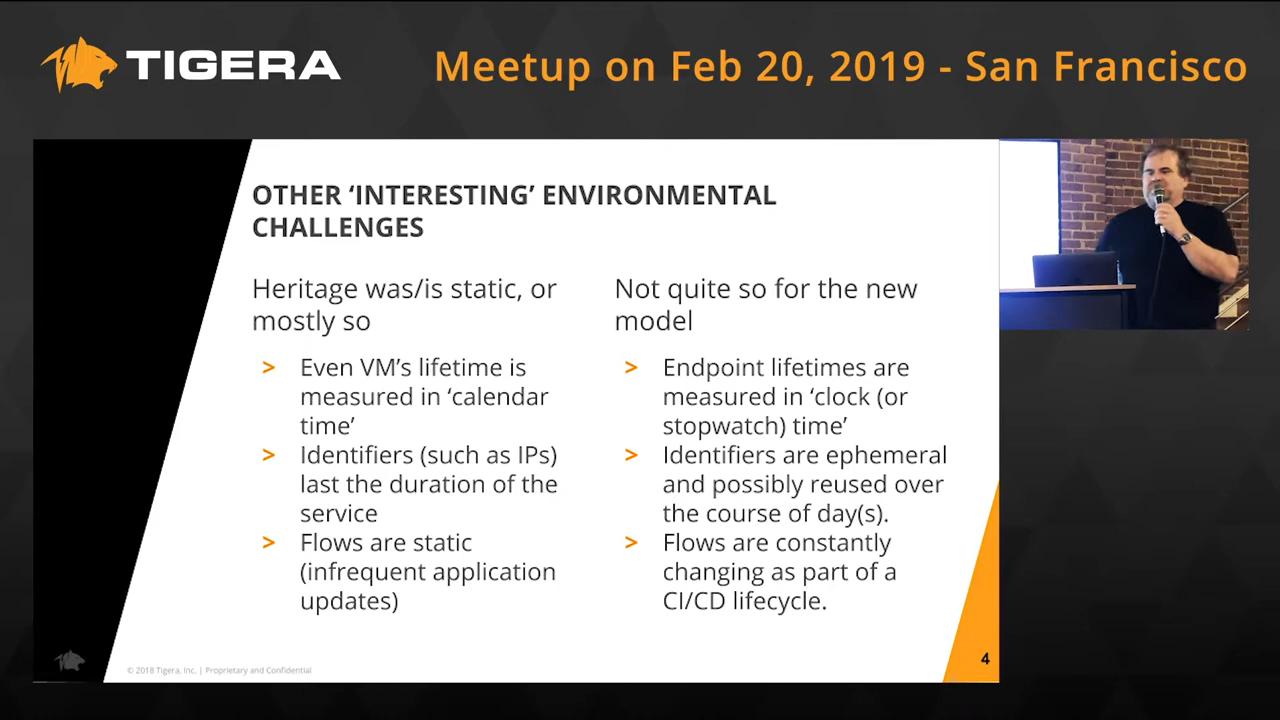 TIGERA
Meetup on Feb 20, 2019 - San Francisco
OTHER ‘INTERESTING’ ENVIRONMENTAL
CHALLENGES
Heritage was/is static, or
mostly so
> Even VM’s lifetime is
measured in ‘calendar
time’
> Identifiers (such as IPs)
last the duration of the
service
> Flows are static
(infrequent application
updates)
Not quite so for the new
model
> Endpoint lifetimes are
measured in ‘clock (or
stopwatch) time’
> Identifiers are ephemeral
and possibly reused over
the course of day(s).
> Flows are constantly
changing as part of a
CI/CD lifecycle.
© 2018 Tigera, Inc. | Proprietary and Confidential
4